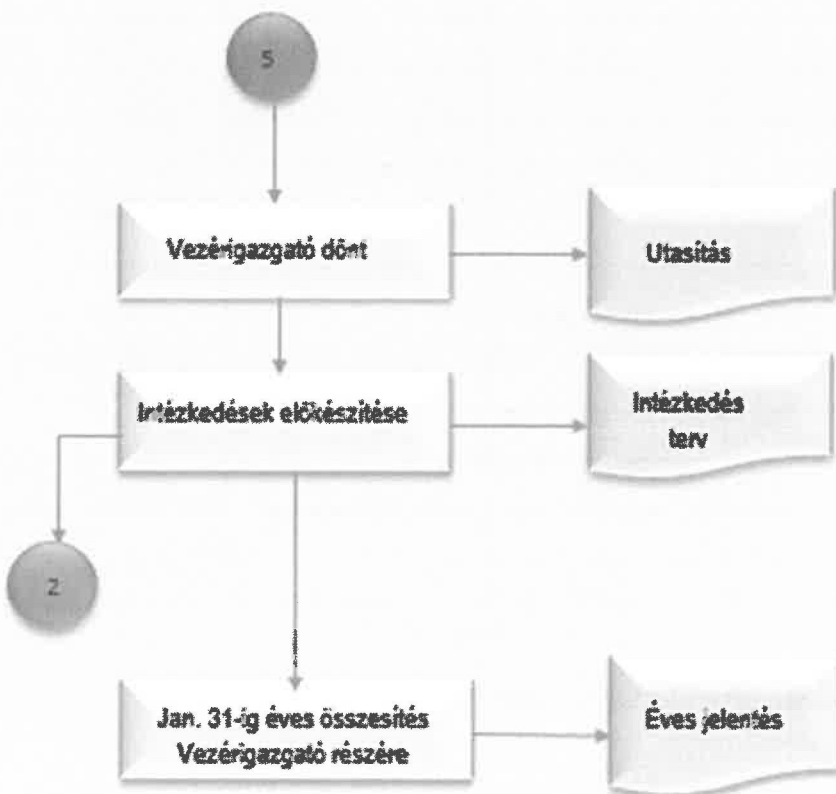 5
Vezérigazgató dönt
Utasítás
Intézkedések előkészítése
Intézkedés
terv
2
Jan. 31-ig éves összesítés
Vezérigazgató részére
Éves jelentés